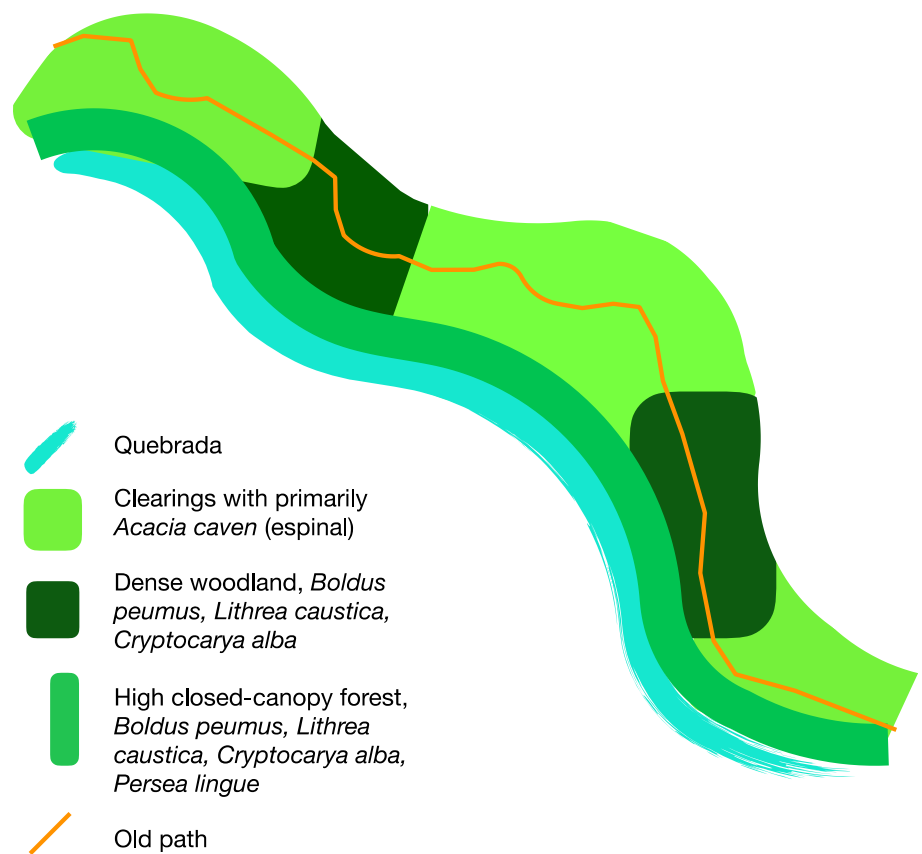 Quebrada
Clearings with primarily
Acacia caven (espinal)
Dense woodland, Boldus
peumus, Lithrea caustica,
Cryptocarya alba
High closed-canopy forest,
Boldus peumus, Lithrea
caustica, Cryptocarya alba,
Persea lingue
Old path